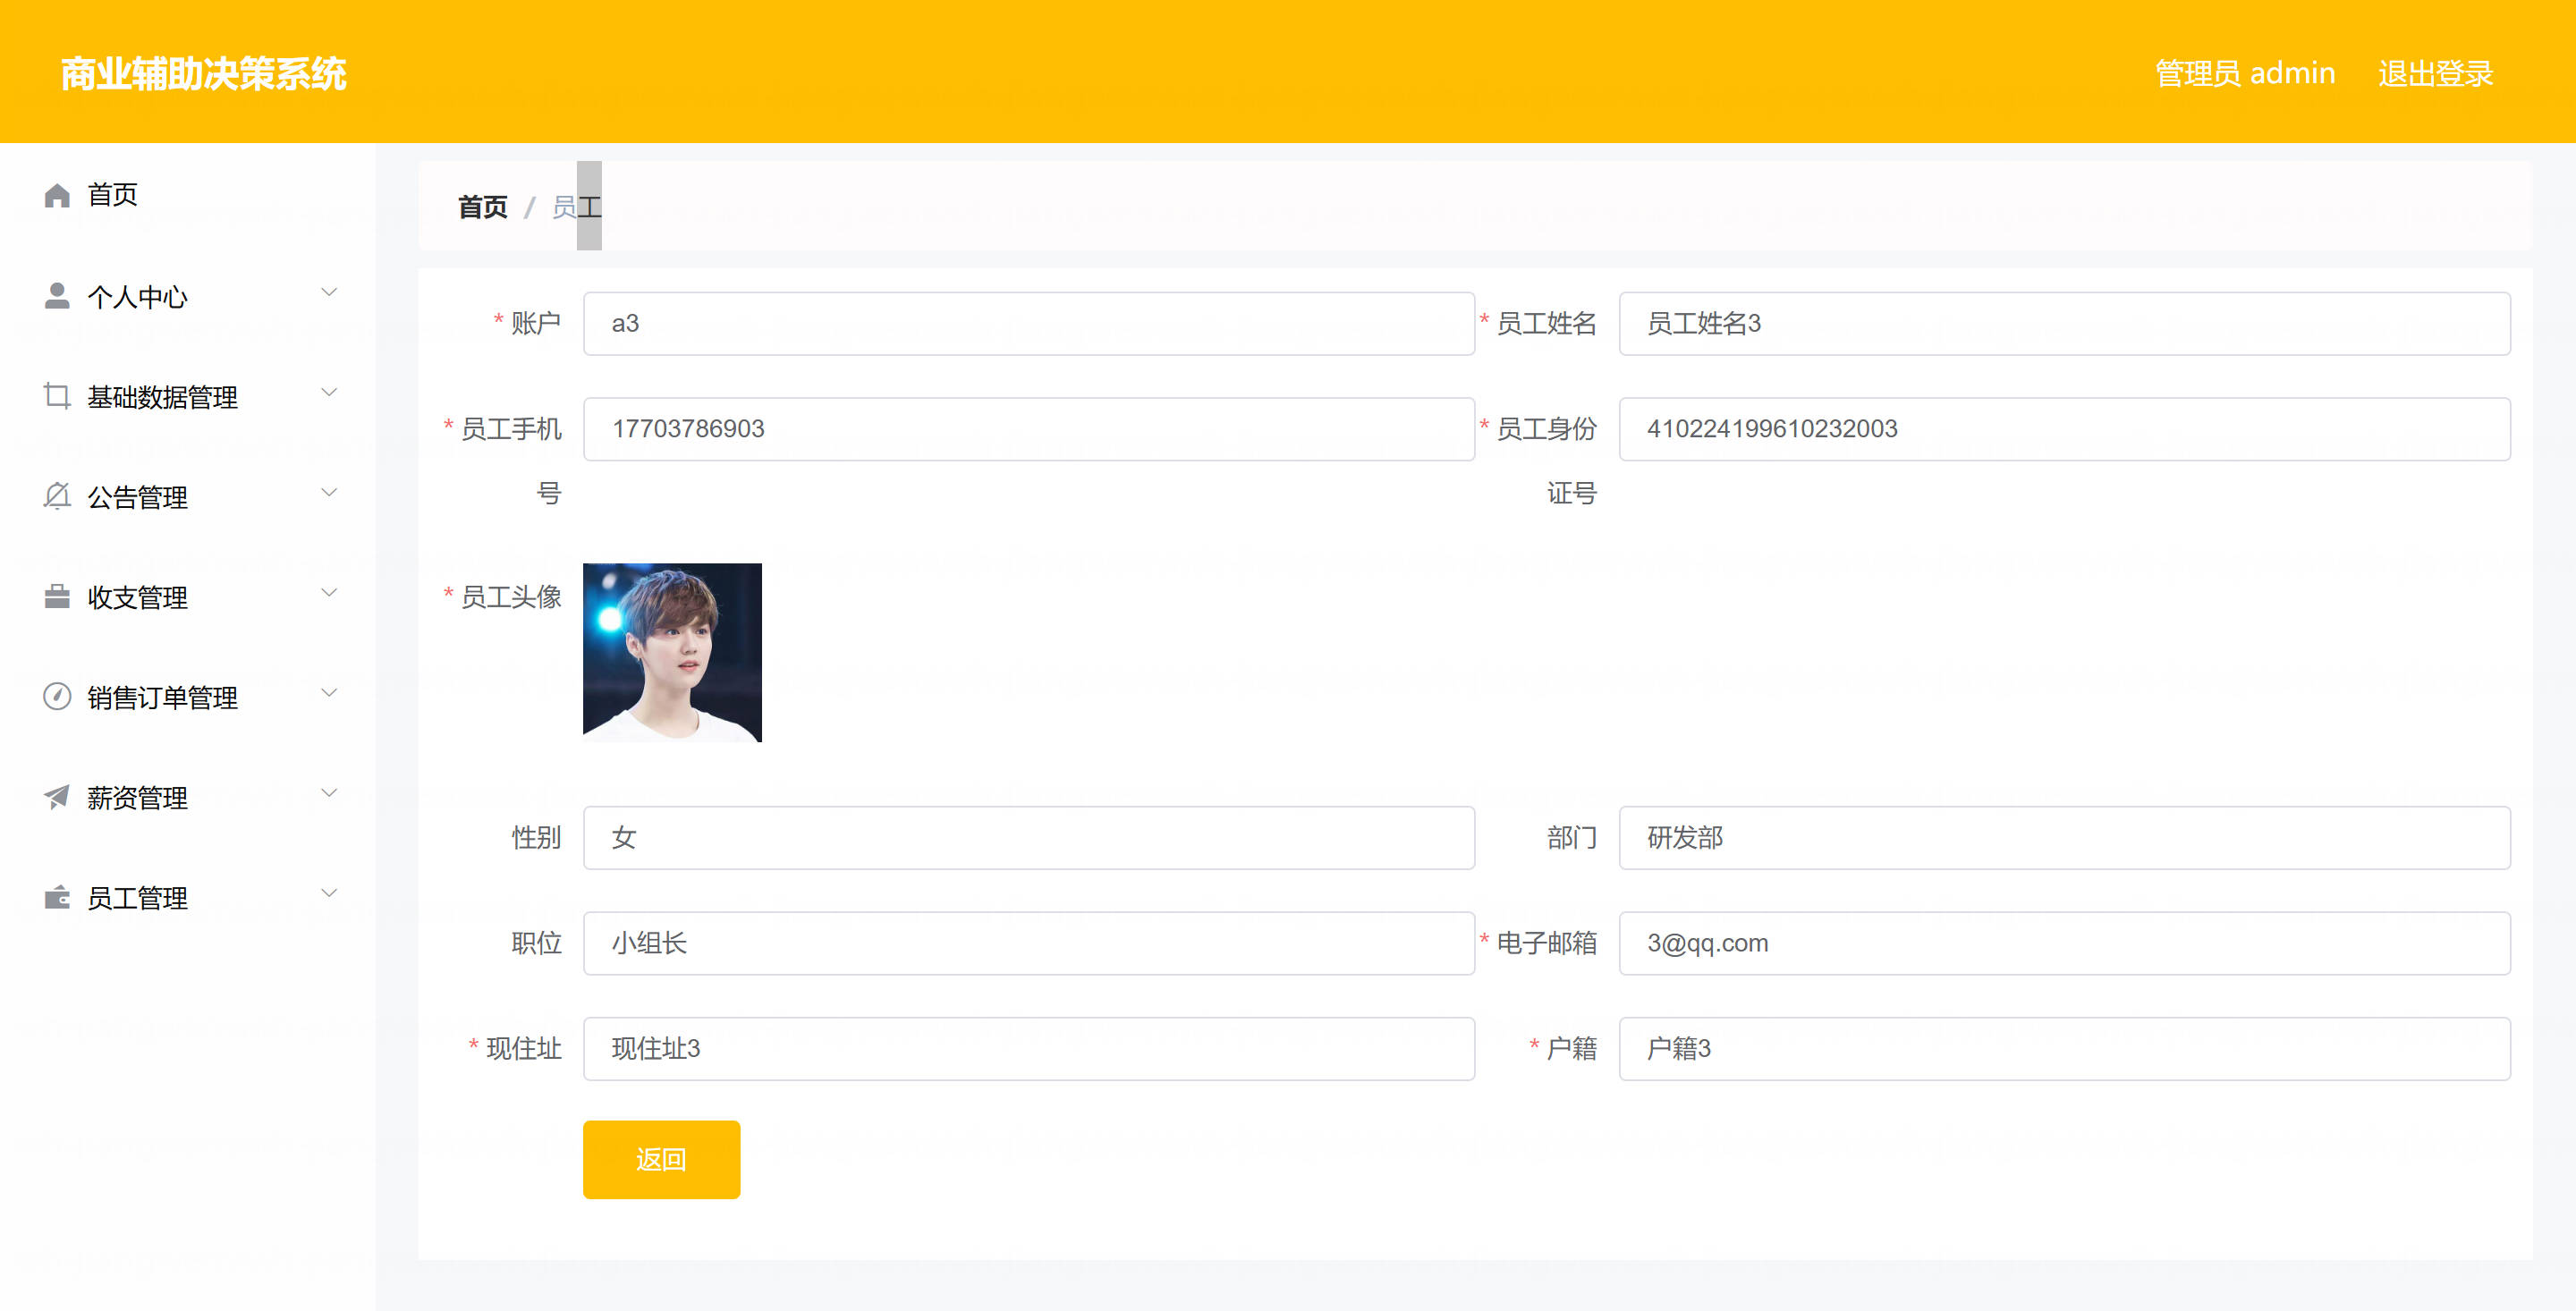 商业辅助决策系统
管理员 admin
退出登录
首页
个人中心
基础数据管理
公告管理
收支管理
销售订单管理
薪资管理
员工管理
首页 / 员工
* 账户
a3
* 员工姓名
员工姓名3
* 员工手机
号
17703786903
* 员工身份
证号
410224199610232003
* 员工头像
性别
女
部门
研发部
职位
小组长
* 电子邮箱
3@qq.com
* 现住址
现住址3
* 户籍
户籍3
返回